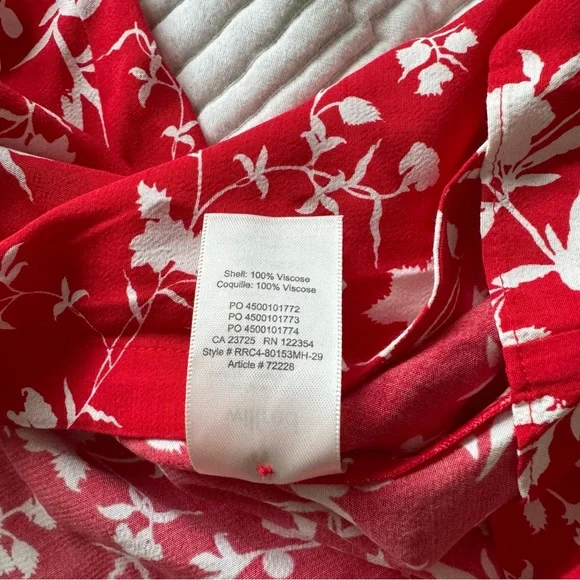 Shell: 100% Viscose
Coquille: 100% Viscose
PO 4500101772
PO 4500101773
PO 4500101774
CA 23725 RN 122354
Style # RRC4-80153MH-29
Article # 72228